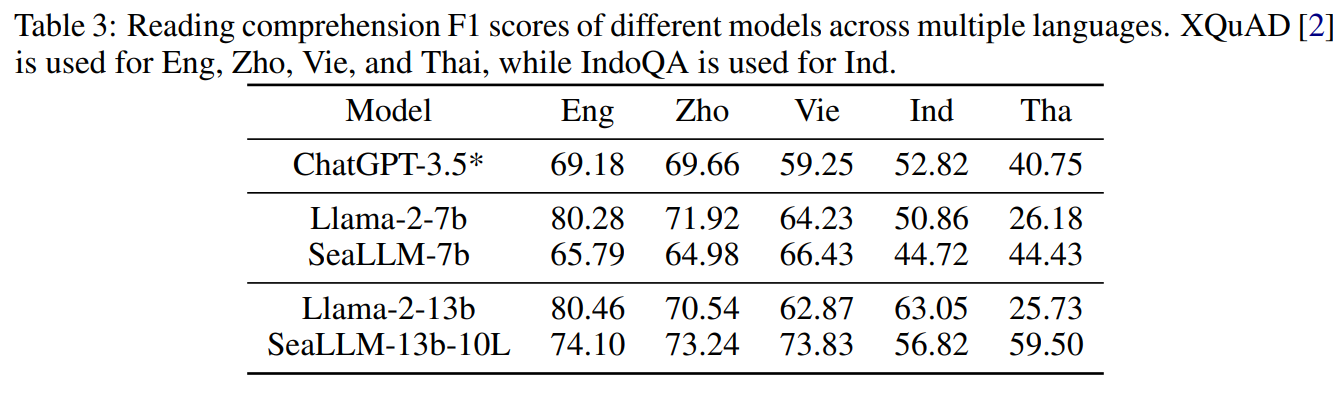 Table 3: Reading comprehension F1 scores of different models across multiple languages. XQuAD [2]
is used for Eng, Zho, Vie, and Thai, while IndoQA is used for Ind.
Model Eng Zho Vie Ind Tha
ChatGPT-3.5* 69.18 69.66 59.25 52.82 40.75
Llama-2-7b 80.28 71.92 64.23 50.86 26.18
SeaLLM-7b 65.79 64.98 66.43 44.72 44.43
Llama-2-13b 80.46 70.54 62.87 63.05 25.73
SeaLLM-13b-10L 74.10 73.24 73.83 56.82 59.50